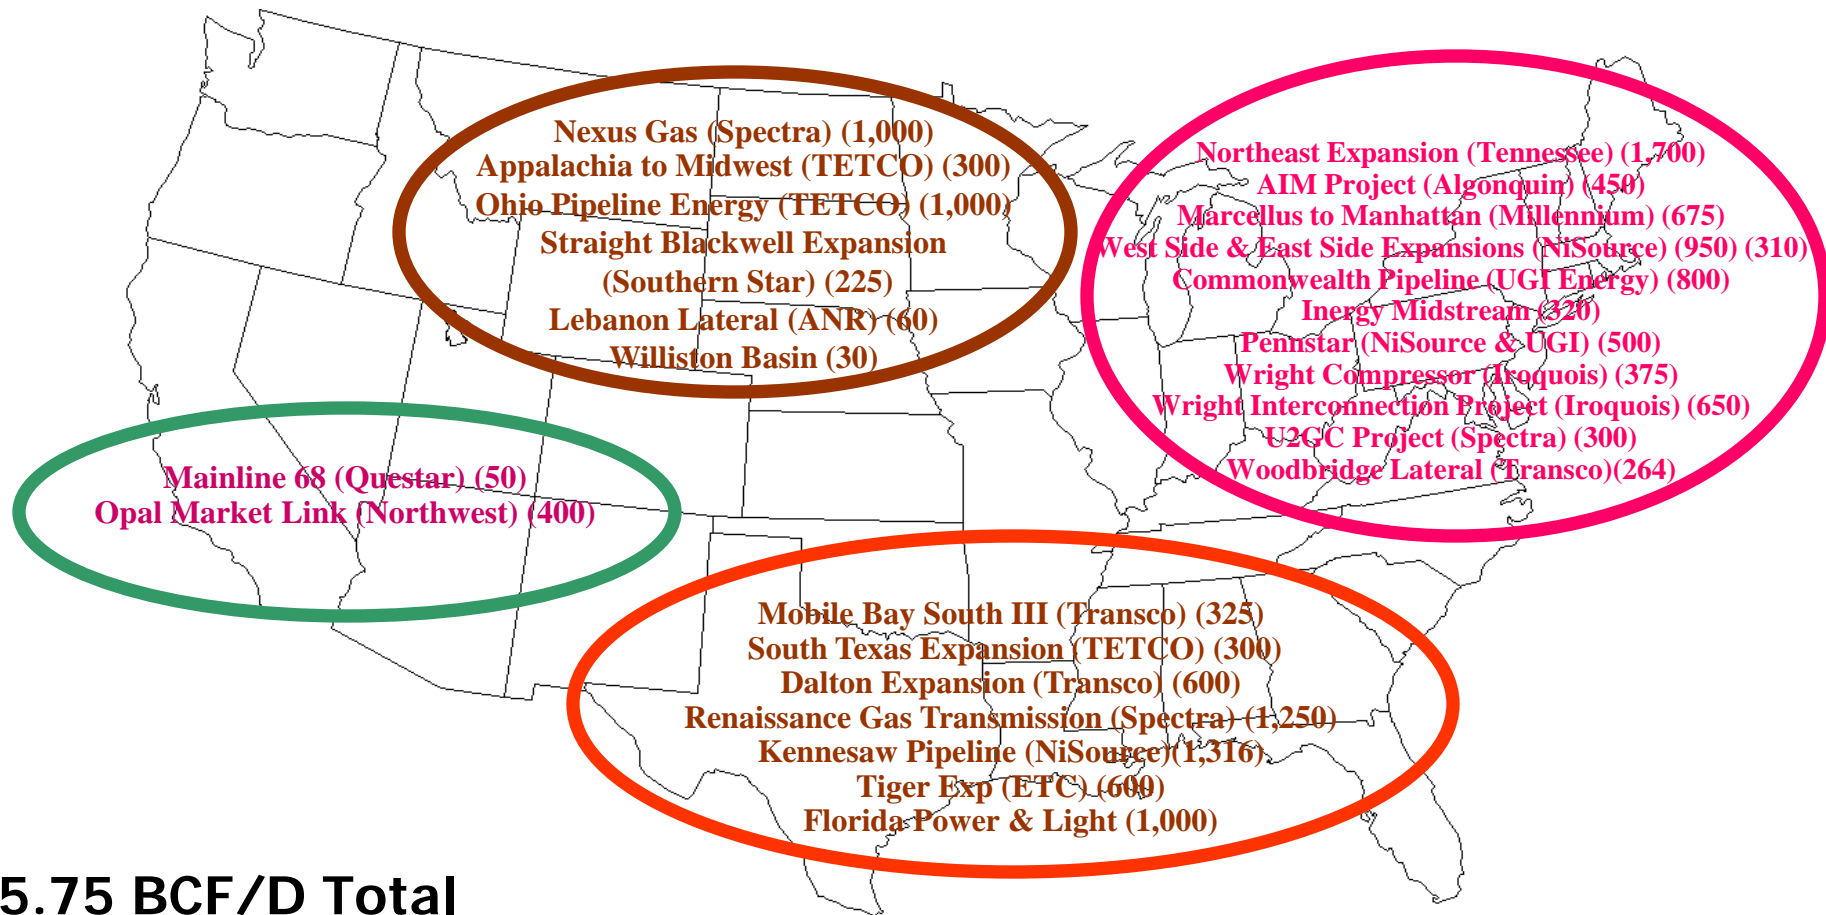 Nexus Gas (Spectra) (1,000)
Appalachia to Midwest (TETCO) (300)
Ohio Pipeline Energy (TETCO) (1,000)
Straight Blackwell Expansion
(Southern Star) (225)
Lebanon Lateral (ANR) (60)
Williston Basin (30)
Northeast Expansion (Tennessee) (1,700)
AIM Project (Algonquin) (450)
Marcellus to Manhattan (Millennium) (675)
West Side & East Side Expansions (NiSource) (950) (310)
Commonwealth Pipeline (UGI Energy) (800)
Inergy Midstream (320)
Pennstar (NiSource & UGI) (500)
Wright Compressor (Iroquois) (375)
Wright Interconnection Project (Iroquois) (650)
U2GC Project (Spectra) (300)
Woodbridge Lateral (Transco)(264)
Mainline 68 (Questar) (50)
Opal Market Link (Northwest) (400)
Mobile Bay South III (Transco) (325)
South Texas Expansion (TETCO) (300)
Dalton Expansion (Transco) (600)
Renaissance Gas Transmission (Spectra) (1,250)
Kennesaw Pipeline (NiSource)(1,316)
Tiger Exp (ETC) (600)
Florida Power & Light (1,000)
5.75 BCF/D Total